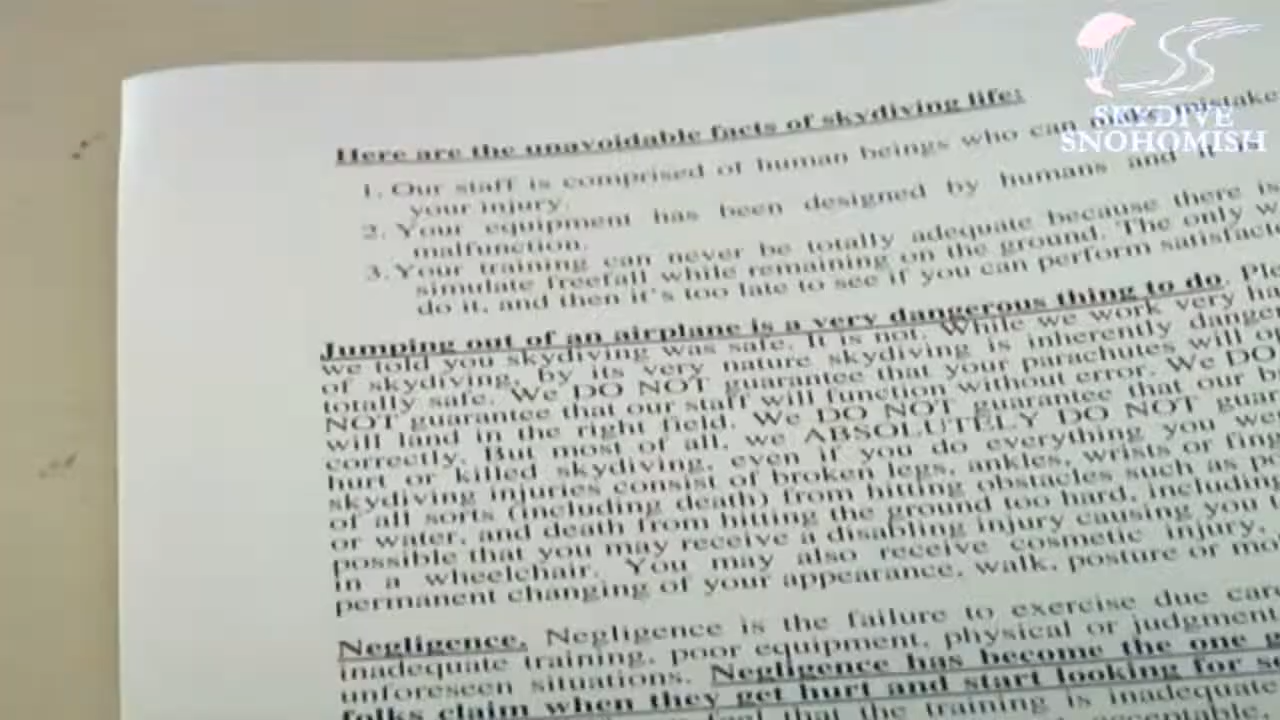 SKYDIVE
SNOHOMISH
Here are the unavoidable facts of skydiving life:
1. Our staff is comprised of human beings who can make mistake
your injury.
2. Your equipment has been designed by humans and it
malfunction.
3. Your training can never be totally adequate because there is
simulate freefall while remaining on the ground. The only w
do it, and then it's too late to see if you can perform satisfacto
Jumping out of an airplane is a very dangerous thing to do. Ple
we told you skydiving was safe. It is not. While we work very ha
of skydiving, by its very nature skydiving is inherently danger
totally safe. We DO NOT guarantee that your parachutes will o
NOT guarantee that our staff will function without error. We DO
will land in the right field. We DO NOT guarantee that our b
correctly. But most of all, we ABSOLUTELY DO NOT guar
hurt or killed skydiving, even if you do everything you we
skydiving injuries consist of broken legs, ankles, wrists or fing
of all sorts (including death) from hitting obstacles such as po
or water, and death from hitting the ground too hard, including
possible that you may receive a disabling injury causing you t
in a wheelchair. You may also receive cosmetic injury,
permanent changing of your appearance, walk, posture or mo
Negligence. Negligence is the failure to exercise due care
inadequate training, poor equipment, physical or judgment
unforeseen situations. Negligence has become the one g
folks claim when they get hurt and start looking for so
that the training is inadequate